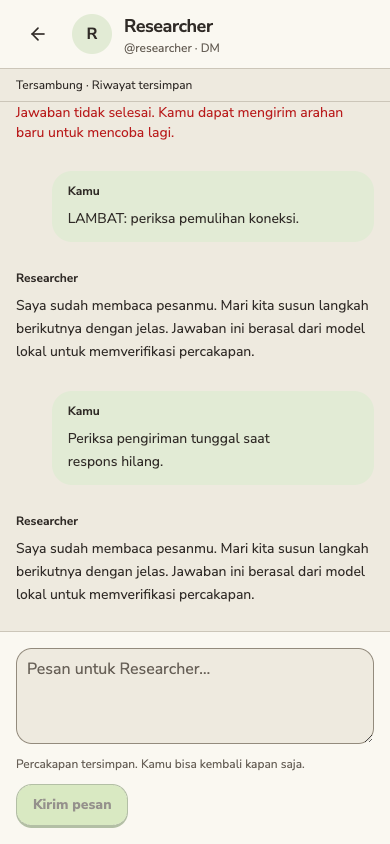 R
Researcher
@researcher · DM
Tersambung · Riwayat tersimpan
Jawaban tidak selesai. Kamu dapat mengirim arahan
baru untuk mencoba lagi.
Kamu
LAMBAT: periksa pemulihan koneksi.
Researcher
Saya sudah membaca pesanmu. Mari kita susun langkah
berikutnya dengan jelas. Jawaban ini berasal dari model
lokal untuk memverifikasi percakapan.
Kamu
Periksa pengiriman tunggal saat
respons hilang.
Researcher
Saya sudah membaca pesanmu. Mari kita susun langkah
berikutnya dengan jelas. Jawaban ini berasal dari model
lokal untuk memverifikasi percakapan.
Pesan untuk Researcher...
Percakapan tersimpan. Kamu bisa kembali kapan saja.
Kirim pesan